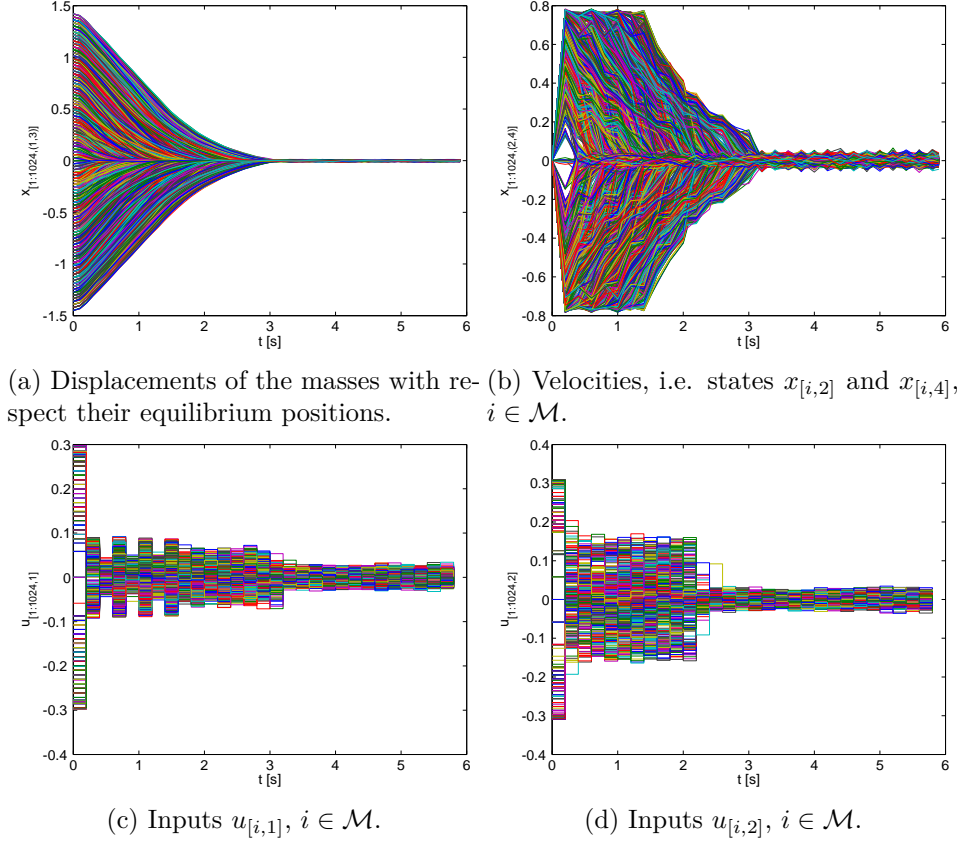 1.5
1
0.5
0
-0.5
-1
-1.5
0 1 2 3 4 5 6
t [s]
x[1:1024,(1,3)]
0.8
0.6
0.4
0.2
0
-0.2
-0.4
-0.6
-0.8
0 1 2 3 4 5 6
t [s]
x[1:1024,(2,4)]
(a) Displacements of the masses with re-
spect their equilibrium positions.
(b) Velocities, i.e. states x[i,2] and x[i,4],
i ∈ M.
0.3
0.2
0.1
0
-0.1
-0.2
-0.3
-0.4
0 1 2 3 4 5 6
t [s]
u[1:1024,1]
0.4
0.3
0.2
0.1
0
-0.1
-0.2
-0.3
-0.4
0 1 2 3 4 5 6
t [s]
u[1:1024,2]
(c) Inputs u[i,1], i ∈ M.
(d) Inputs u[i,2], i ∈ M.